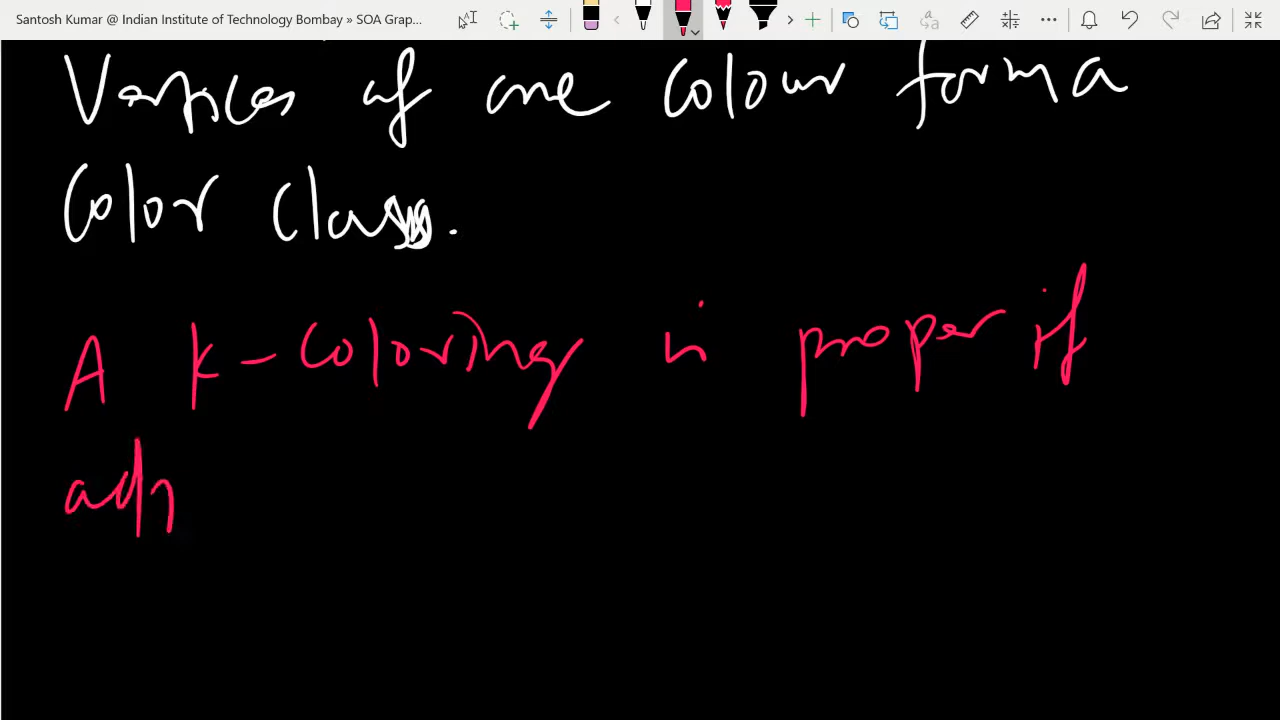 Santosh Kumar @ Indian Institute of Technology Bombay » SOA Grap...
Vertices of one colour form a
Color Class.
A k-coloring is proper if
adj